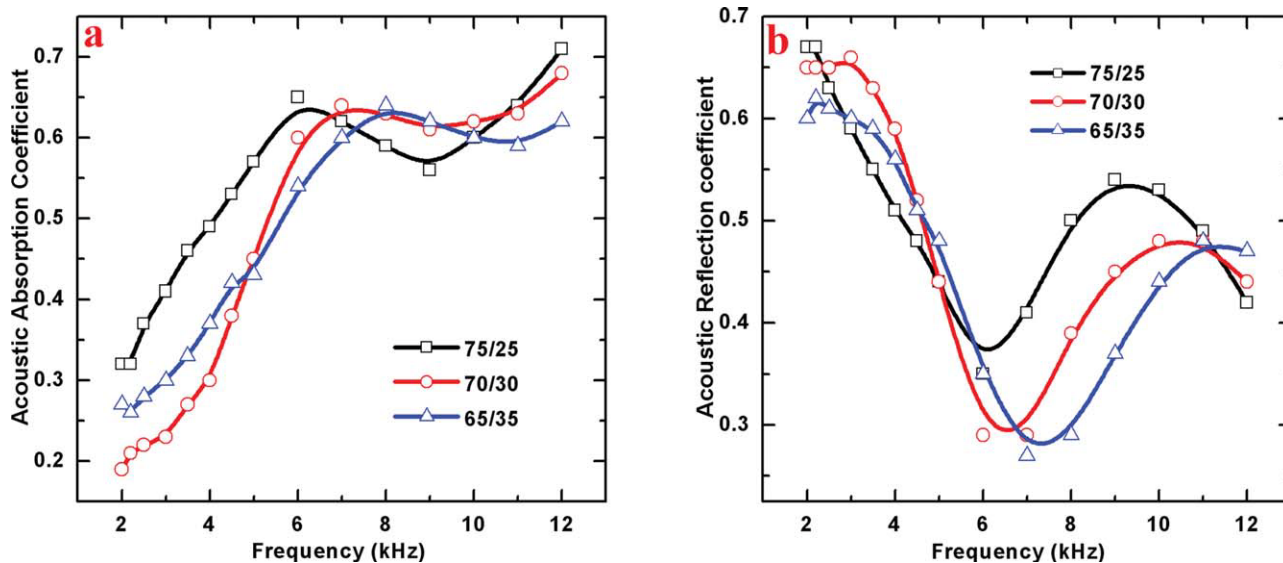 a
Acoustic Absorption Coefficient
0.7
0.6
0.5
0.4
0.3
0.2
75/25
70/30
65/35
2 4 6 8 10 12
Frequency (kHz)
b
Acoustic Reflection coefficient
0.7
0.6
0.5
0.4
0.3
75/25
70/30
65/35
2 4 6 8 10 12
Frequency (kHz)